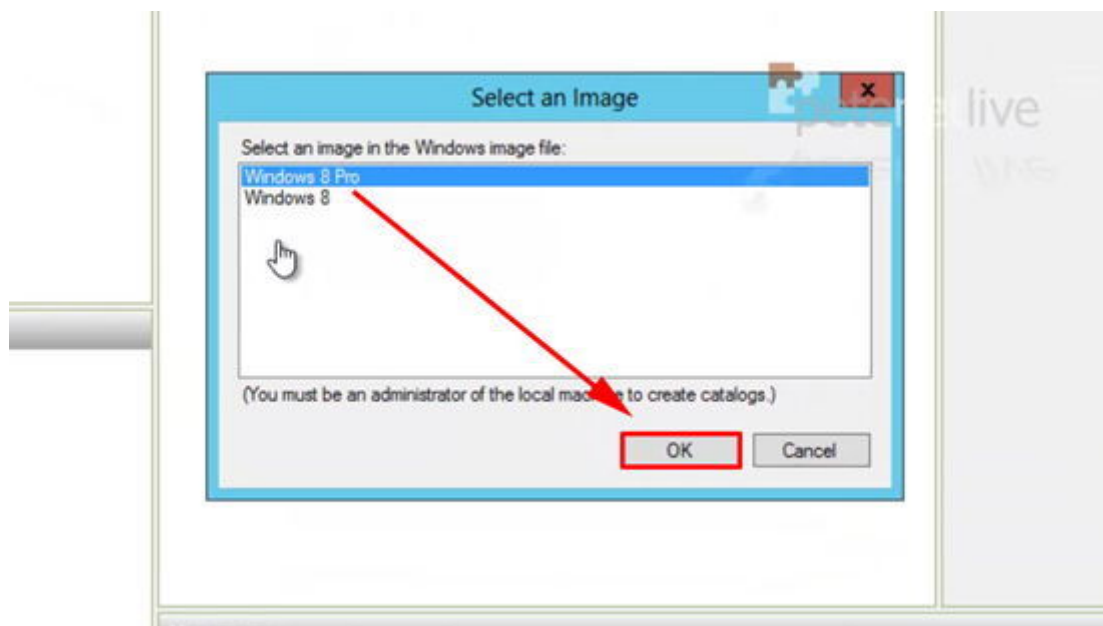 Select an Image
x
live
Select an image in the Windows image file:
Windows 8 Pro
Windows 8
(You must be an administrator of the local to create catalogs.)
OK
Cancel